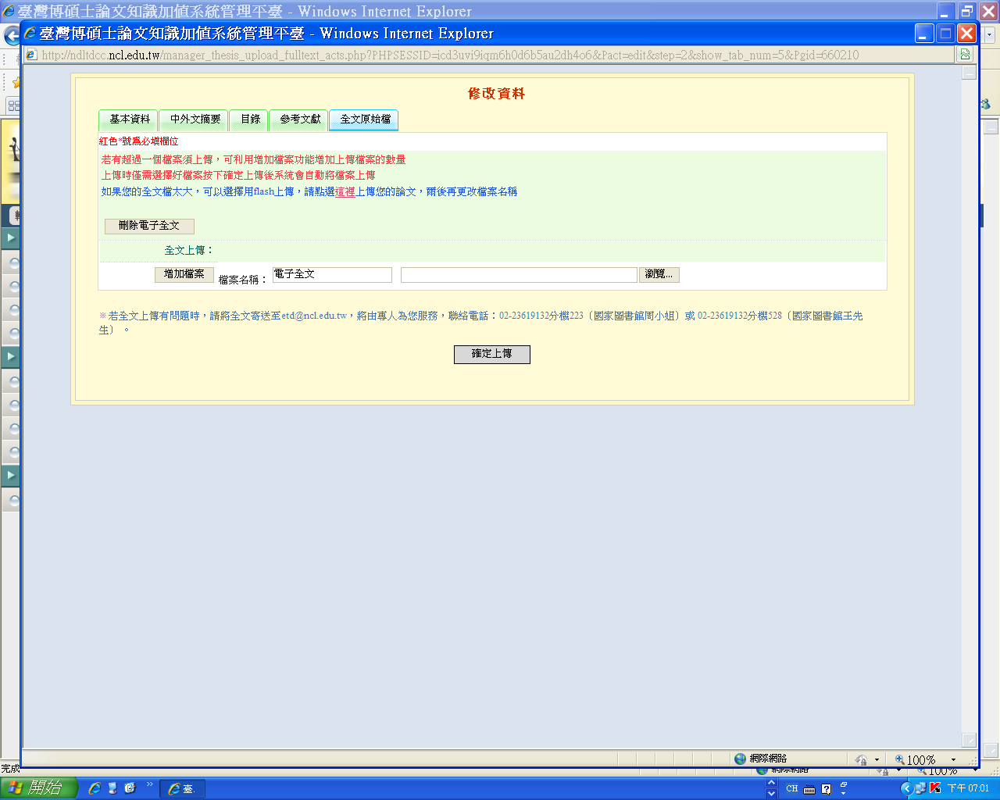 臺灣博碩士論文知識加值系統管理平臺 - Windows Internet Explorer
臺灣博碩士論文知識加值系統管理平臺 - Windows Internet Explorer
http://ndltdcc.ncl.edu.tw/manager_thesis_upload_fulltext_acts.php?PHPSESSID=icd3uvi9iqm6h0d6b5au2dh4o6&Pact=edit&step=2&show_tab_num=5&Pgid=660210
修改資料
基本資料 中外文摘要 目錄 參考文獻 全文原始檔
紅色*號為必填欄位
若有超過一個檔案須上傳，可利用增加檔案功能增加上傳檔案的數量
上傳時僅需選擇好檔案按下確定上傳後系統會自動將檔案上傳
如果您的全文檔太大，可以選擇用flash上傳，請點選這裡上傳您的論文，爾後再更改檔案名稱
刪除電子全文
全文上傳：
增加檔案 檔案名稱： 電子全文 瀏覽...
※若全文上傳有問題時，請將全文寄送至etd@ncl.edu.tw，將由專人為您服務，聯絡電話：02-23619132分機223〔國家圖書館周小姐〕或 02-23619132分機528〔國家圖書館王先
生〕 。
確定上傳
網際網路 100%
完成 網際網路 100%
開始 臺. CH 下午 07:01